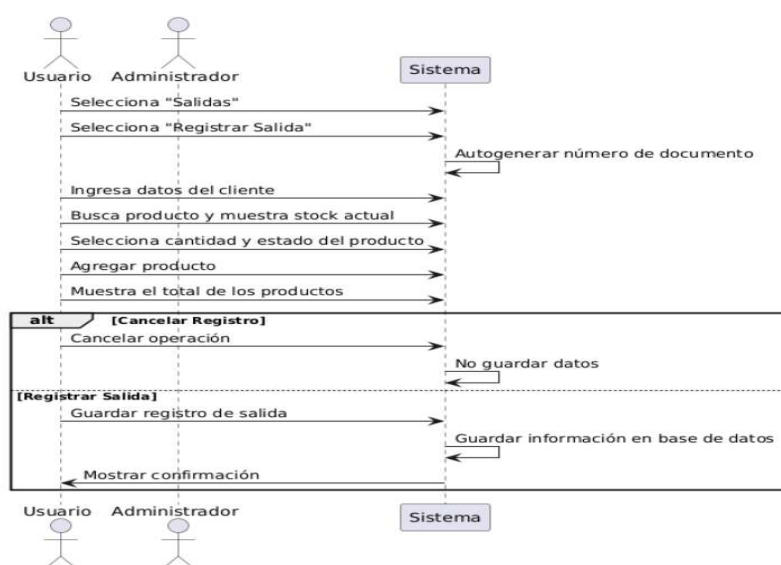 Usuario Administrador Sistema
Selecciona "Salidas"
Selecciona "Registrar Salida"
Autogenerar número de documento
Ingresa datos del cliente
Busca producto y muestra stock actual
Selecciona cantidad y estado del producto
Agregar producto
Muestra el total de los productos
alt [Cancelar Registro]
Cancelar operación
No guardar datos
[Registrar Salida]
Guardar registro de salida
Guardar información en base de datos
Mostrar confirmación
Usuario Administrador Sistema